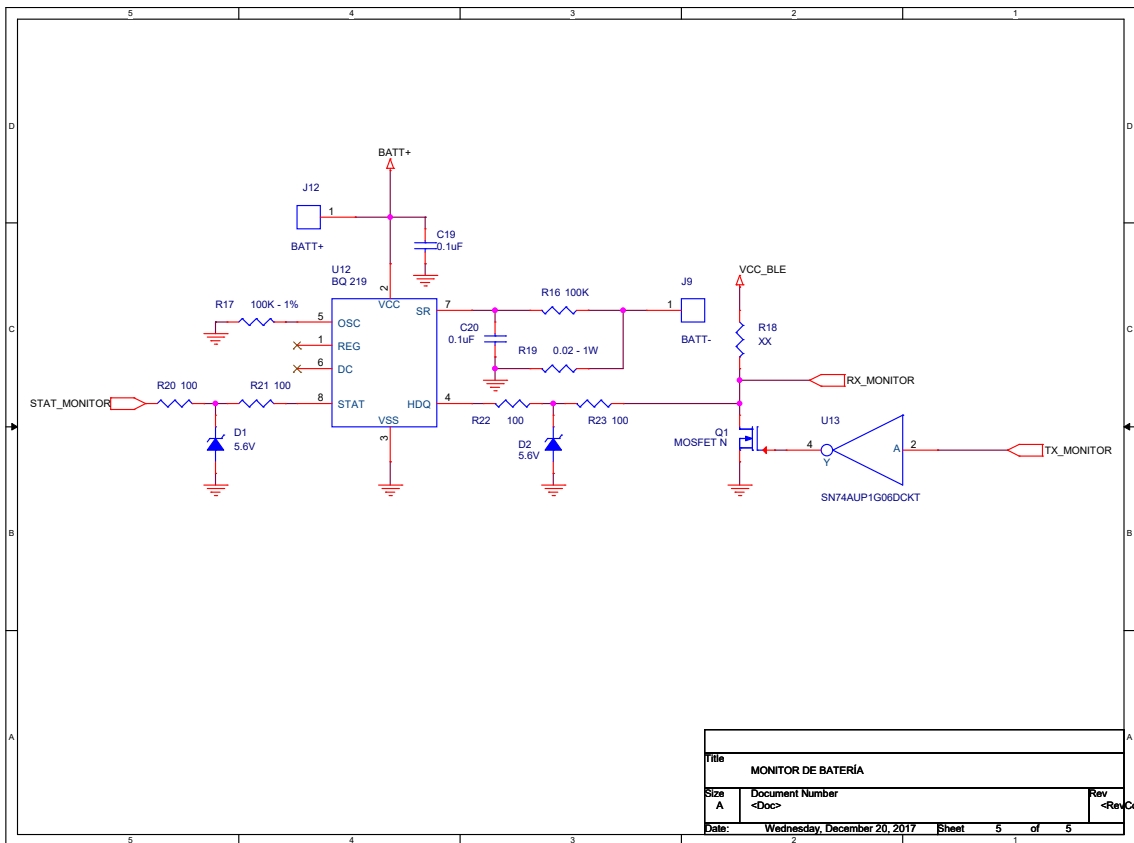 5 4 3 2 1
D D
C C
B B
A A
BATT+
J12
1
BATT+
C19
0.1uF
U12
BQ 219
2
VCC
R17 100K - 1%
5 OSC
1 REG
6 DC
8 STAT
VSS
3
SR 7
HDQ 4
R16 100K
C20
0.1uF
R19 0.02 - 1W
J9
1
BATT-
VCC_BLE
R18
XX
RX_MONITOR
STAT_MONITOR
R20 100
R21 100
D1
5.6V
R22 100
R23 100
D2
5.6V
Q1
MOSFET N
U13
4
Y
A
2
TX_MONITOR
SN74AUP1G06DCKT
Title
MONITOR DE BATERÍA
Size
A
Document Number
<Doc>
Rev
<RevCo
Date: Wednesday, December 20, 2017 Sheet 5 of 5
5 4 3 2 1